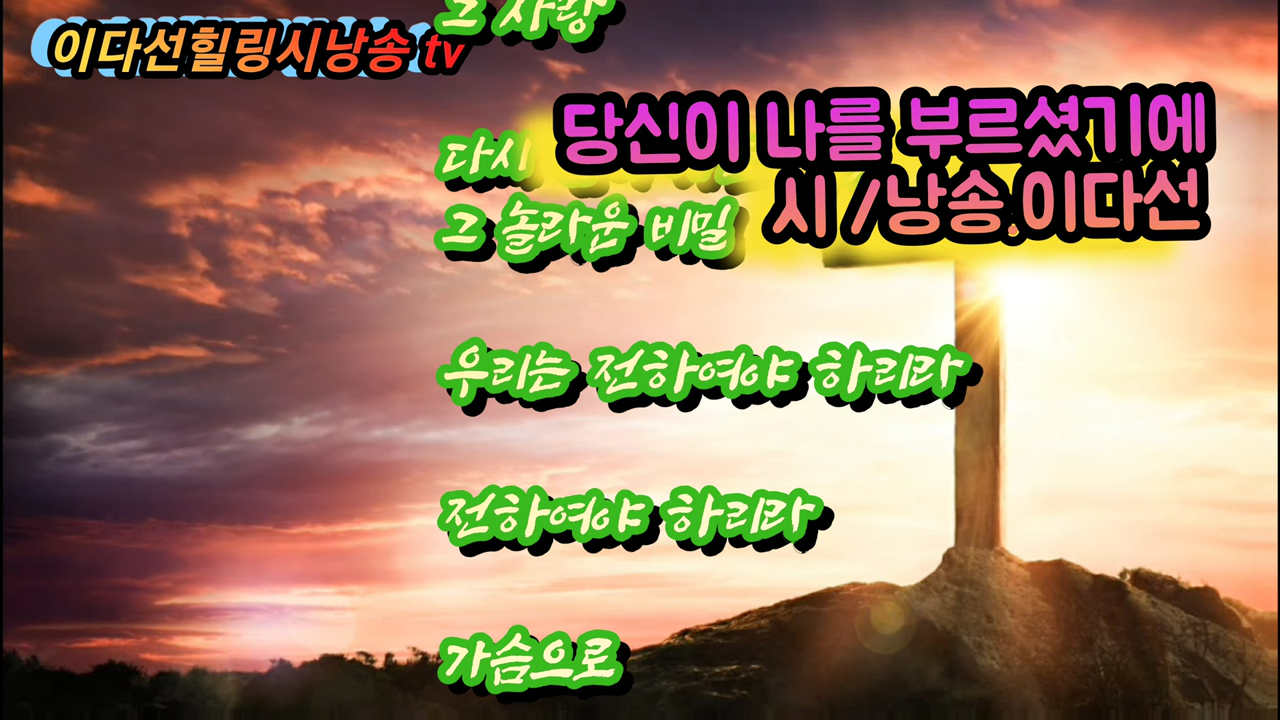 그 사랑
이다선힐링시낭송 tv
당신이 나를 부르셨기에
시 / 낭송 이다선
다시
그 놀라운 비밀
우리는 전하여야 하리라
전하여야 하리라
가슴으로